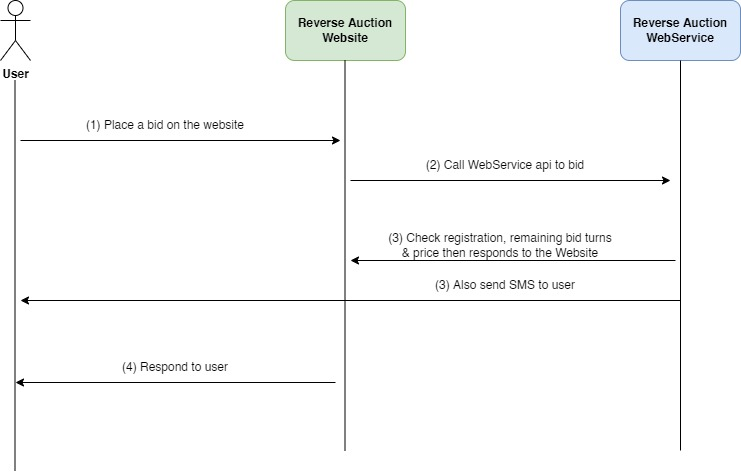 Reverse Auction
Website
Reverse Auction
WebService
User
(1) Place a bid on the website
(2) Call WebService api to bid
(3) Check registration, remaining bid turns
& price then responds to the Website
(3) Also send SMS to user
(4) Respond to user